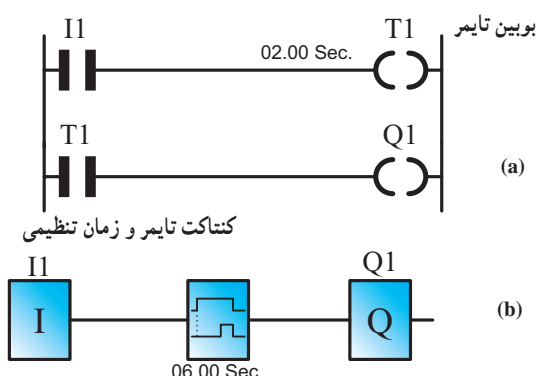 I1
T1
بوبین تایمر
02.00 Sec.
T1
Q1
(a)
کنتاکت تایمر و زمان تنظیمی
I1
Q1
I
Q
(b)
06.00 Sec